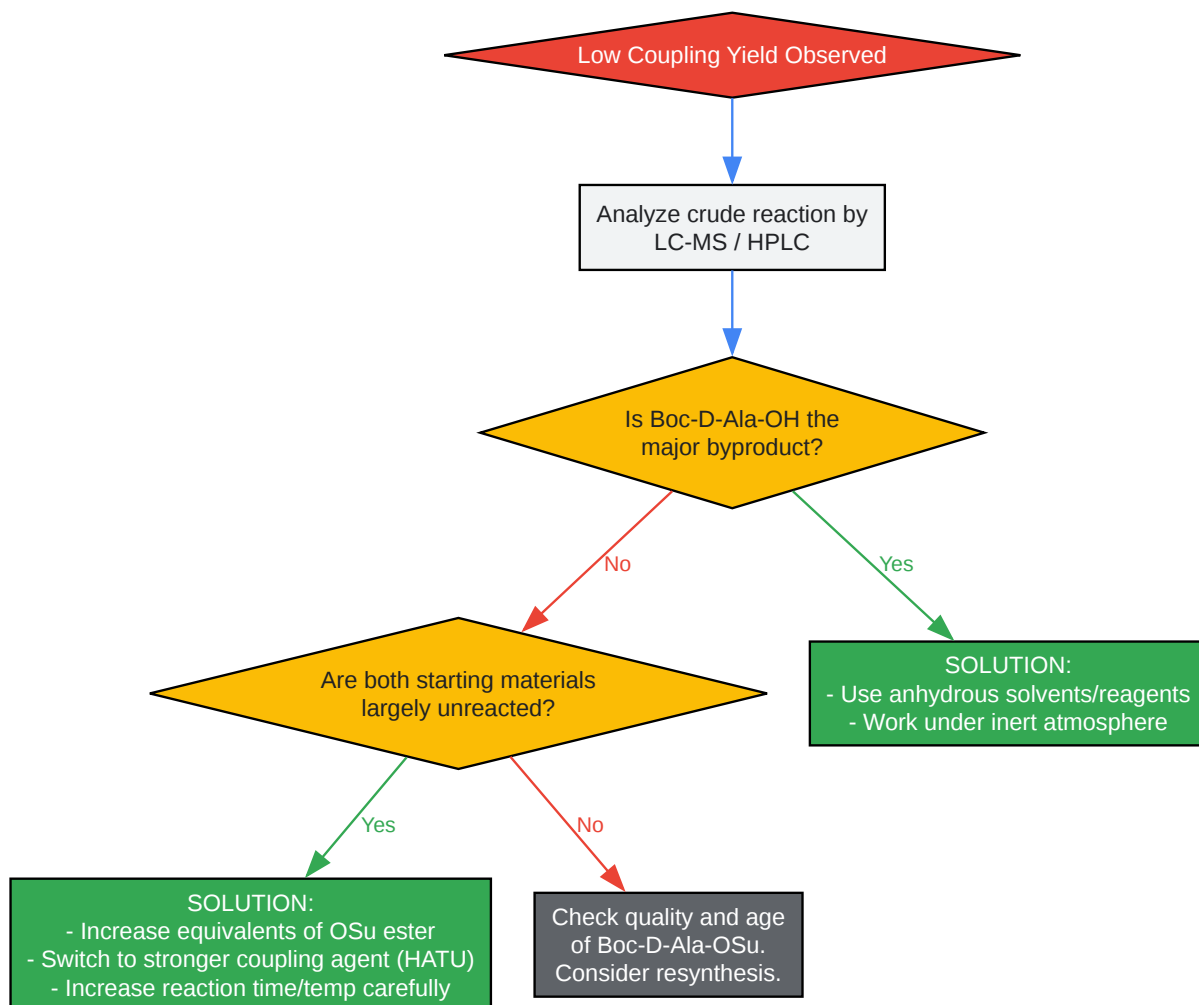 Low Coupling Yield Observed
Analyze crude reaction by
LC-MS / HPLC
Is Boc-D-Ala-OH the
major byproduct?
No
Yes
Are both starting materials
largely unreacted?
SOLUTION:
- Use anhydrous solvents/reagents
- Work under inert atmosphere
Yes
No
SOLUTION:
- Increase equivalents of OSu ester
- Switch to stronger coupling agent (HATU)
- Increase reaction time/temp carefully
Check quality and age
of Boc-D-Ala-OSu.
Consider resynthesis.